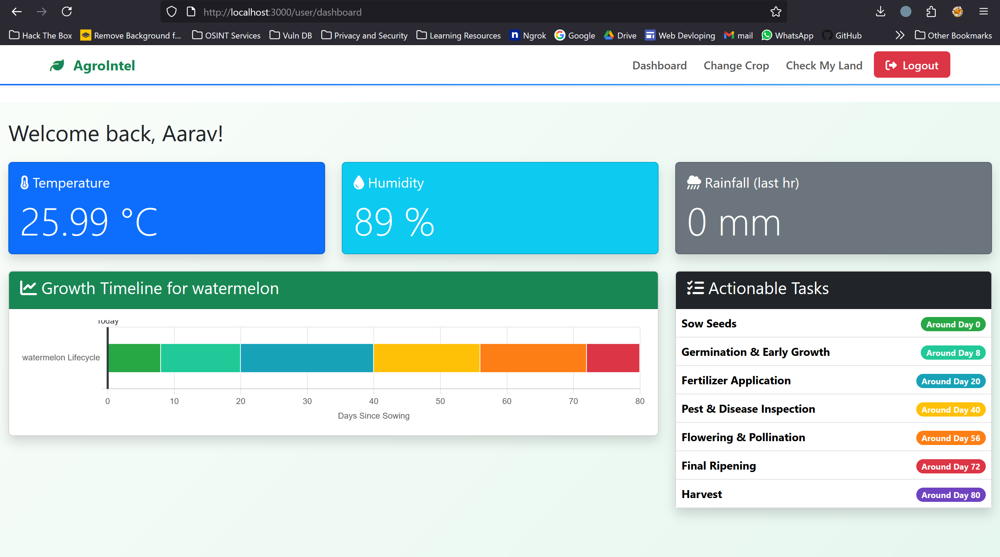 http://localhost:3000/user/dashboard
Hack The Box Remove Background f... OSINT Services Vuln DB Privacy and Security Learning Resources Ngrok Google Drive Web Devloping mail WhatsApp GitHub Other Bookmarks
AgroIntel Dashboard Change Crop Check My Land Logout
Welcome back, Aarav!
Temperature
25.99 °C
Humidity
89 %
Rainfall (last hr)
0 mm
Growth Timeline for watermelon
Today
watermelon Lifecycle
0 10 20 30 40 50 60 70 80
Days Since Sowing
Actionable Tasks
Sow Seeds Around Day 0
Germination & Early Growth Around Day 8
Fertilizer Application Around Day 20
Pest & Disease Inspection Around Day 40
Flowering & Pollination Around Day 56
Final Ripening Around Day 72
Harvest Around Day 80